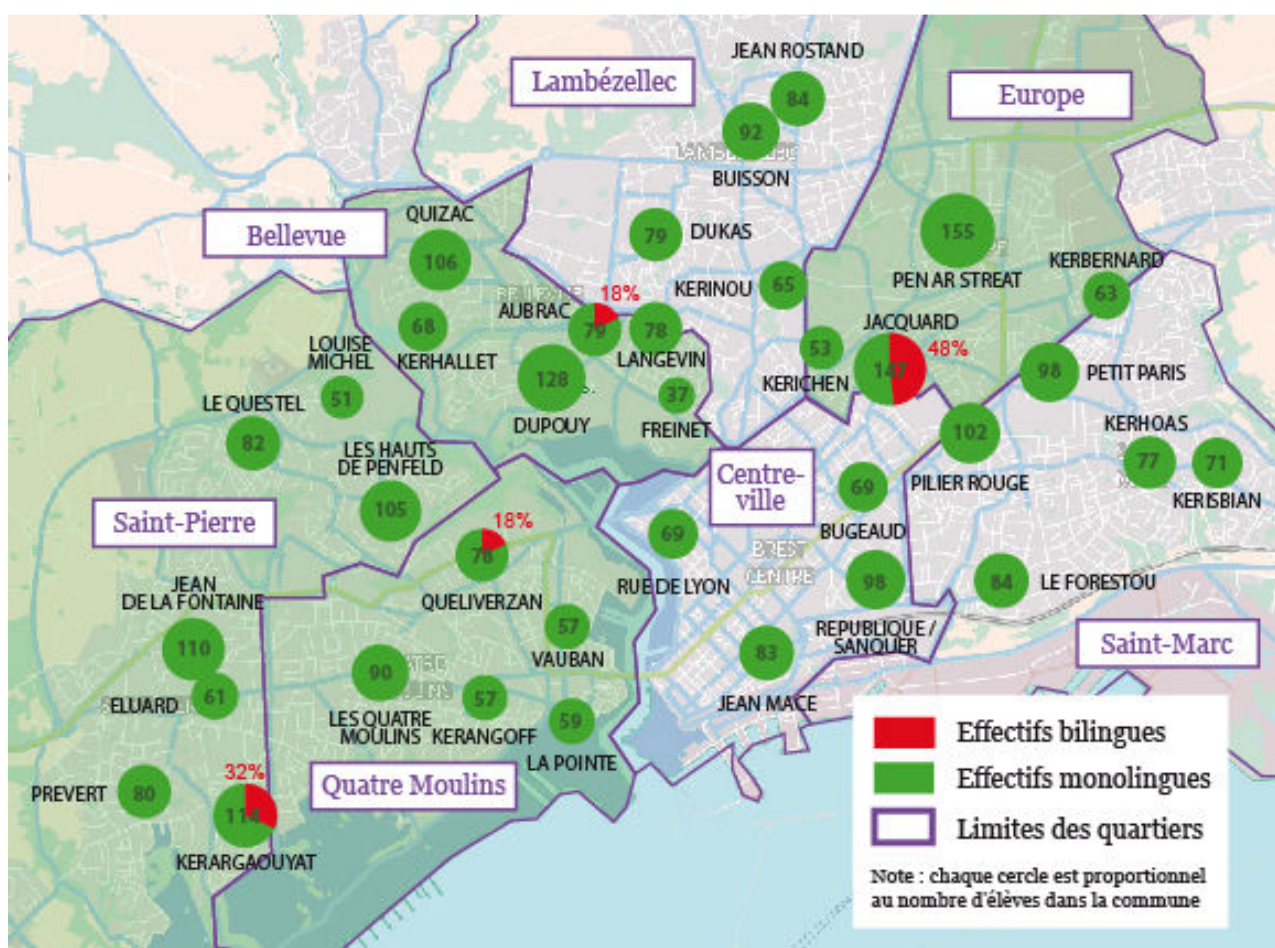 JEAN ROSTAND
84
Lambézellec
Europe
92
BUISSON
QUIZAC
Bellevue
106
79
DUKAS
155
PEN AR STREAT
KERBERNARD
63
KERINOU
65
18%
AUBRAC
79
78
LANGEVIN
68
KERHALLET
JACQUARD
53
147
48%
KERICHEN
98
PETIT PARIS
LOUISE
MICHEL
51
128
DUPOUY
37
FREINET
LE QUESTEL
82
LES HAUTS
DE PENFELD
105
102
PILIER ROUGE
KERHOAS
77
71
KERISBIAN
Centre-
ville
69
BUGEAUD
Saint-Pierre
18%
QUELIVERZAN
69
RUE DE LYON
BREST
CENTRE
98
REPUBLIQUE /
SANQUER
84
LE FORESTOU
JEAN
DE LA FONTAINE
110
57
VAUBAN
83
JEAN MACE
Saint-Marc
ELUARD
61
90
LES QUATRE
MOULINS
57
KERANGOFF
59
LA POINTE
32%
PREVERT
80
KERARGAOUYAT
Quatre Moulins
Effectifs bilingues
Effectifs monolingues
Limites des quartiers
Note : chaque cercle est proportionnel
au nombre d'élèves dans la commune